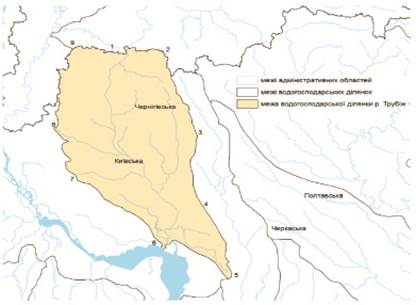 9
1
2
межі адміністративних областей
межі водогосподарських ділянок
межа водогосподарської ділянки р. Трубіж
Чернігівська
3
8
Київська
7
Полтавська
4
Черкаська
6
5